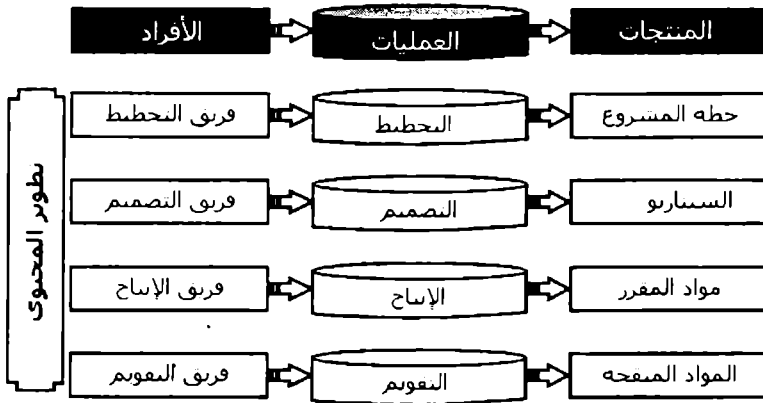 الأفراد
العمليات
المنتجات
تطوير المحتوى
فريق التخطيط
التخطيط
خطة المشروع
فريق التصميم
التصميم
السيناريو
فريق الإنتاج
الإنتاج
مواد المقرر
فريق التقويم
التقويم
المواد المنقحة